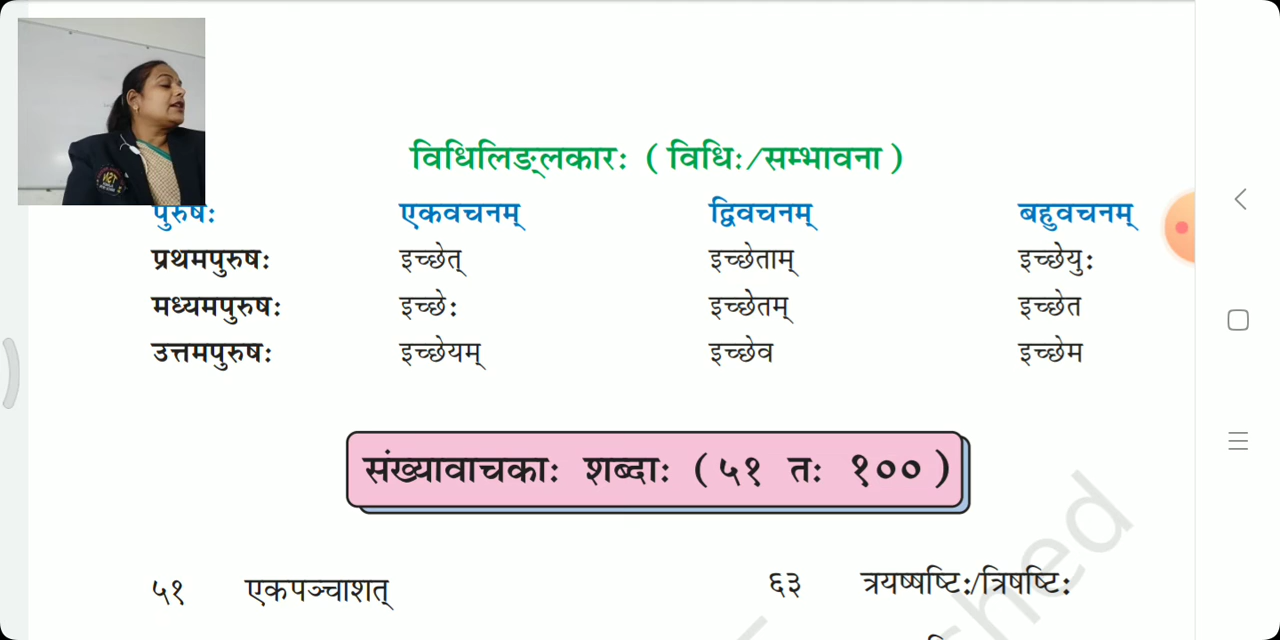 विधिलिङ्लकारः ( विधिः/सम्भावना )
पुरुषः एकवचनम् द्विवचनम् बहुवचनम्
प्रथमपुरुषः इच्छेत् इच्छेताम् इच्छेयुः
मध्यमपुरुषः इच्छेः इच्छेतम् इच्छेत
उत्तमपुरुषः इच्छेयम् इच्छेव इच्छेम
संख्यावाचकाः शब्दाः ( ५१ तः १०० )
५१ एकपञ्चाशत् ६३ त्रयष्षष्टिः/त्रिषष्टिः